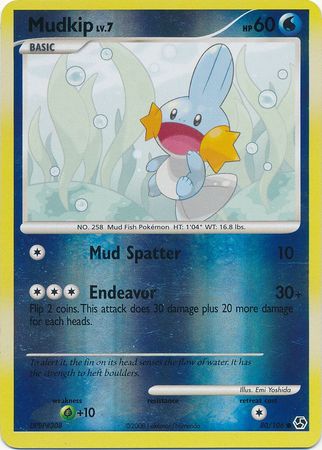 Mudkip LV.7 HP 60
BASIC
NO. 258 Mud Fish Pokémon HT: 1'04" WT: 16.8 lbs.
Mud Spatter 10
Endeavor 30+
Flip 2 coins. This attack does 30 damage plus 20 more damage
for each heads.
To alert it, the fin on its head senses the flow of water. It has
the strength to heft boulders.
Illus. Emi Yoshida
weakness resistance retreat cost
+10
©2008 Pokémon/Nintendo